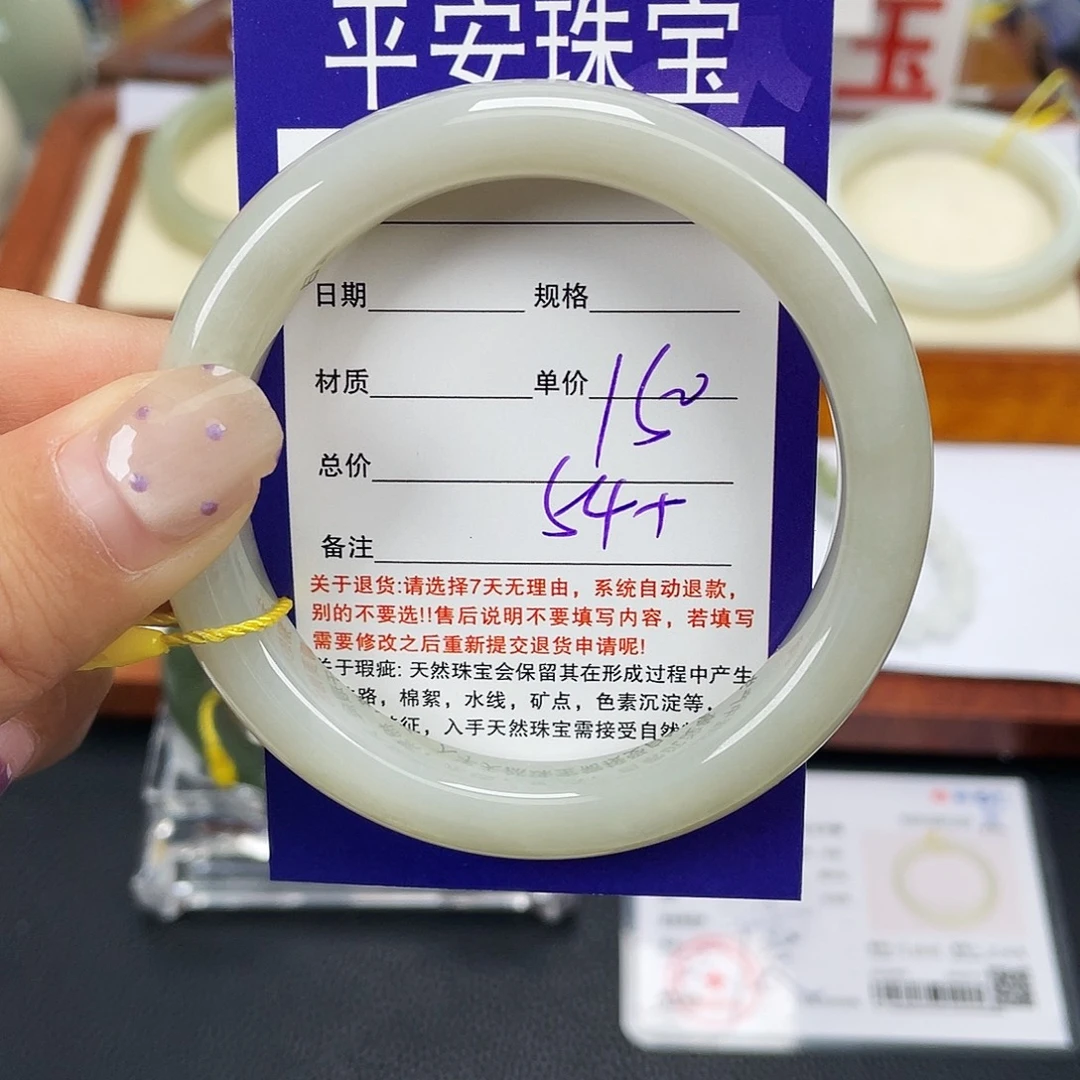 平安珠宝
玉
日期 规格
材质 单价 150
总价 54+
备注
关于退货:请选择7天无理由，系统自动退款，
别的不要选!!售后说明不要填写内容，若填写
需要修改之后重新提交退货申请呢!
关于瑕疵: 天然珠宝会保留其在形成过程中产生
路，棉絮，水线，矿点，色素沉淀等.
征，入手天然珠宝需接受自然